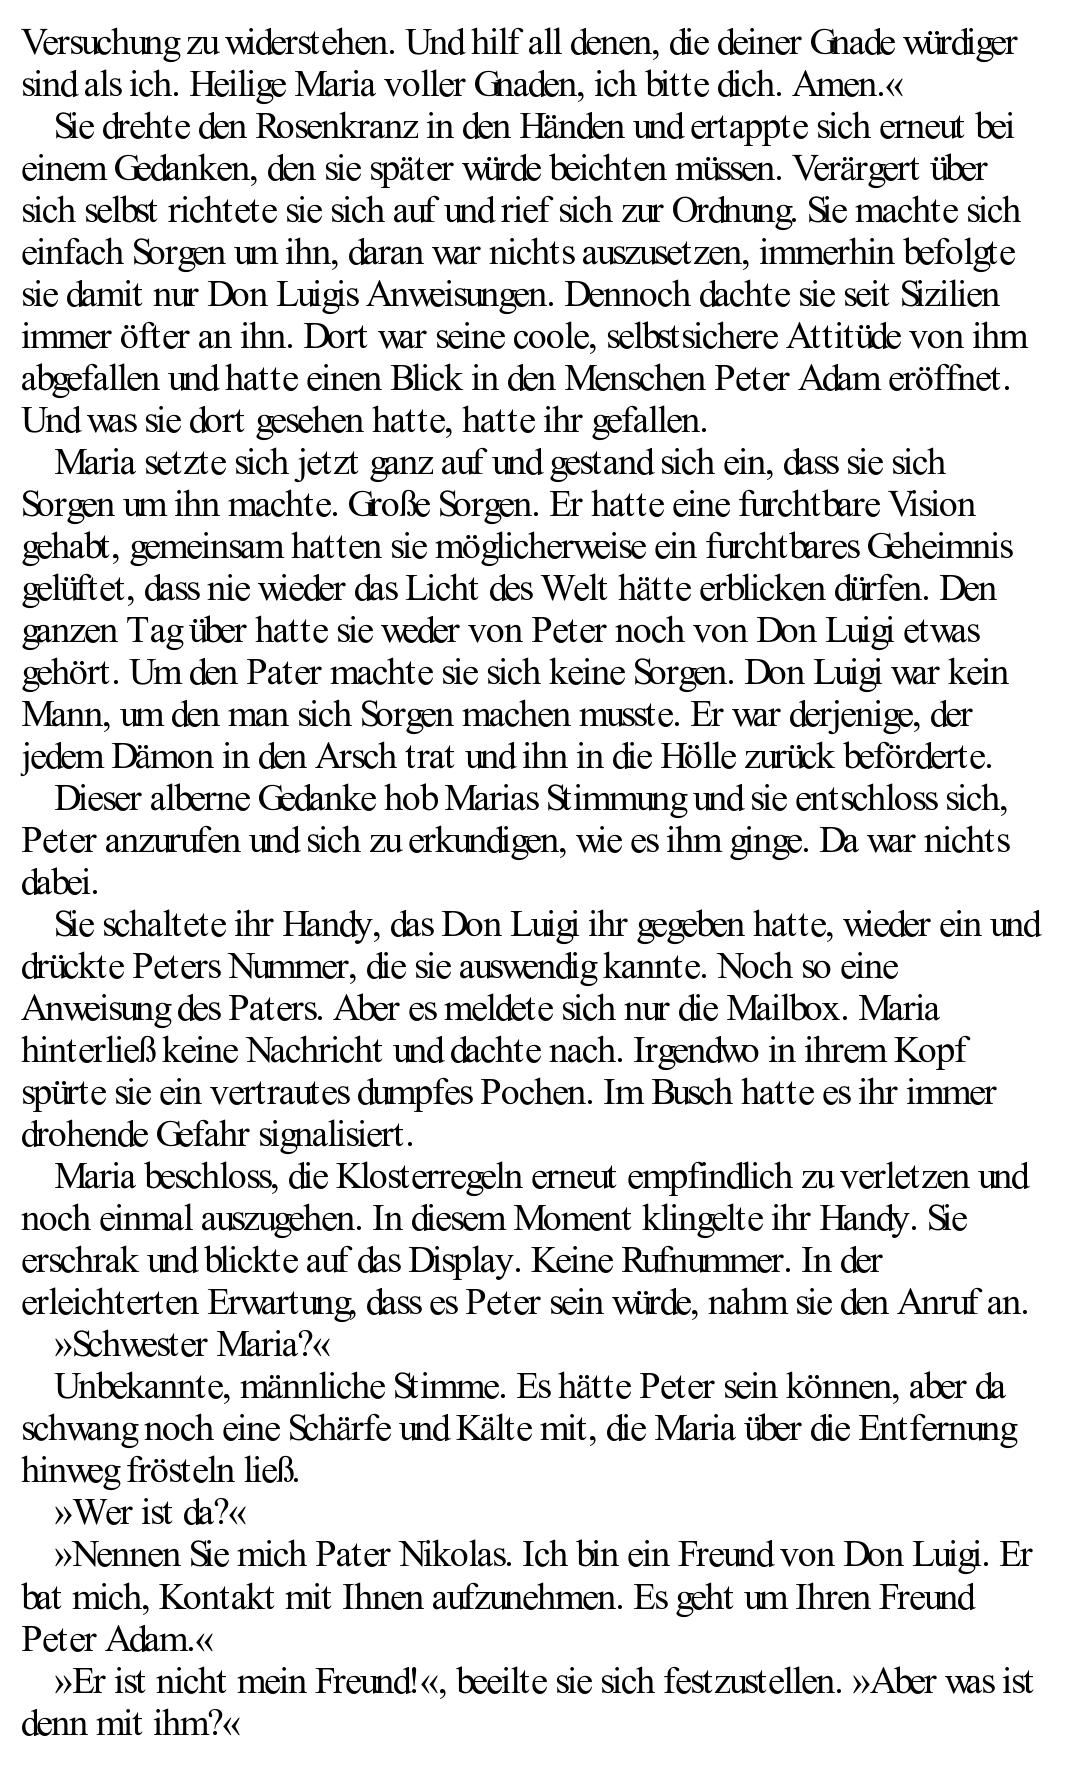 Versuchung zu widerstehen. Und hilf all denen, die deiner Gnade würdiger
sind als ich. Heilige Maria voller Gnaden, ich bitte dich. Amen.«
Sie drehte den Rosenkranz in den Händen und ertappte sich erneut bei
einem Gedanken, den sie später würde beichten müssen. Verärgert über
sich selbst richtete sie sich auf und rief sich zur Ordnung. Sie machte sich
einfach Sorgen um ihn, daran war nichts auszusetzen, immerhin befolgte
sie damit nur Don Luigis Anweisungen. Dennoch dachte sie seit Sizilien
immer öfter an ihn. Dort war seine coole, selbstsichere Attitüde von ihm
abgefallen und hatte einen Blick in den Menschen Peter Adam eröffnet.
Und was sie dort gesehen hatte, hatte ihr gefallen.
Maria setzte sich jetzt ganz auf und gestand sich ein, dass sie sich
Sorgen um ihn machte. Große Sorgen. Er hatte eine furchtbare Vision
gehabt, gemeinsam hatten sie möglicherweise ein furchtbares Geheimnis
gelüftet, dass nie wieder das Licht des Welt hätte erblicken dürfen. Den
ganzen Tag über hatte sie weder von Peter noch von Don Luigi etwas
gehört. Um den Pater machte sie sich keine Sorgen. Don Luigi war kein
Mann, um den man sich Sorgen machen musste. Er war derjenige, der
jedem Dämon in den Arsch trat und ihn in die Hölle zurück beförderte.
Dieser alberne Gedanke hob Marias Stimmung und sie entschloss sich,
Peter anzurufen und sich zu erkundigen, wie es ihm ginge. Da war nichts
dabei.
Sie schaltete ihr Handy, das Don Luigi ihr gegeben hatte, wieder ein und
drückte Peters Nummer, die sie auswendig kannte. Noch so eine
Anweisung des Paters. Aber es meldete sich nur die Mailbox. Maria
hinterließ keine Nachricht und dachte nach. Irgendwo in ihrem Kopf
spürte sie ein vertrautes dumpfes Pochen. Im Busch hatte es ihr immer
drohende Gefahr signalisiert.
Maria beschloss, die Klosterregeln erneut empfindlich zu verletzen und
noch einmal auszugehen. In diesem Moment klingelte ihr Handy. Sie
erschrak und blickte auf das Display. Keine Rufnummer. In der
erleichterten Erwartung, dass es Peter sein würde, nahm sie den Anruf an.
»Schwester Maria?«
Unbekannte, männliche Stimme. Es hätte Peter sein können, aber da
schwang noch eine Schärfe und Kälte mit, die Maria über die Entfernung
hinweg frösteln ließ.
»Wer ist da?«
»Nennen Sie mich Pater Nikolas. Ich bin ein Freund von Don Luigi. Er
bat mich, Kontakt mit Ihnen aufzunehmen. Es geht um Ihren Freund
Peter Adam.«
»Er ist nicht mein Freund!«, beeilte sie sich festzustellen. »Aber was ist
denn mit ihm?«